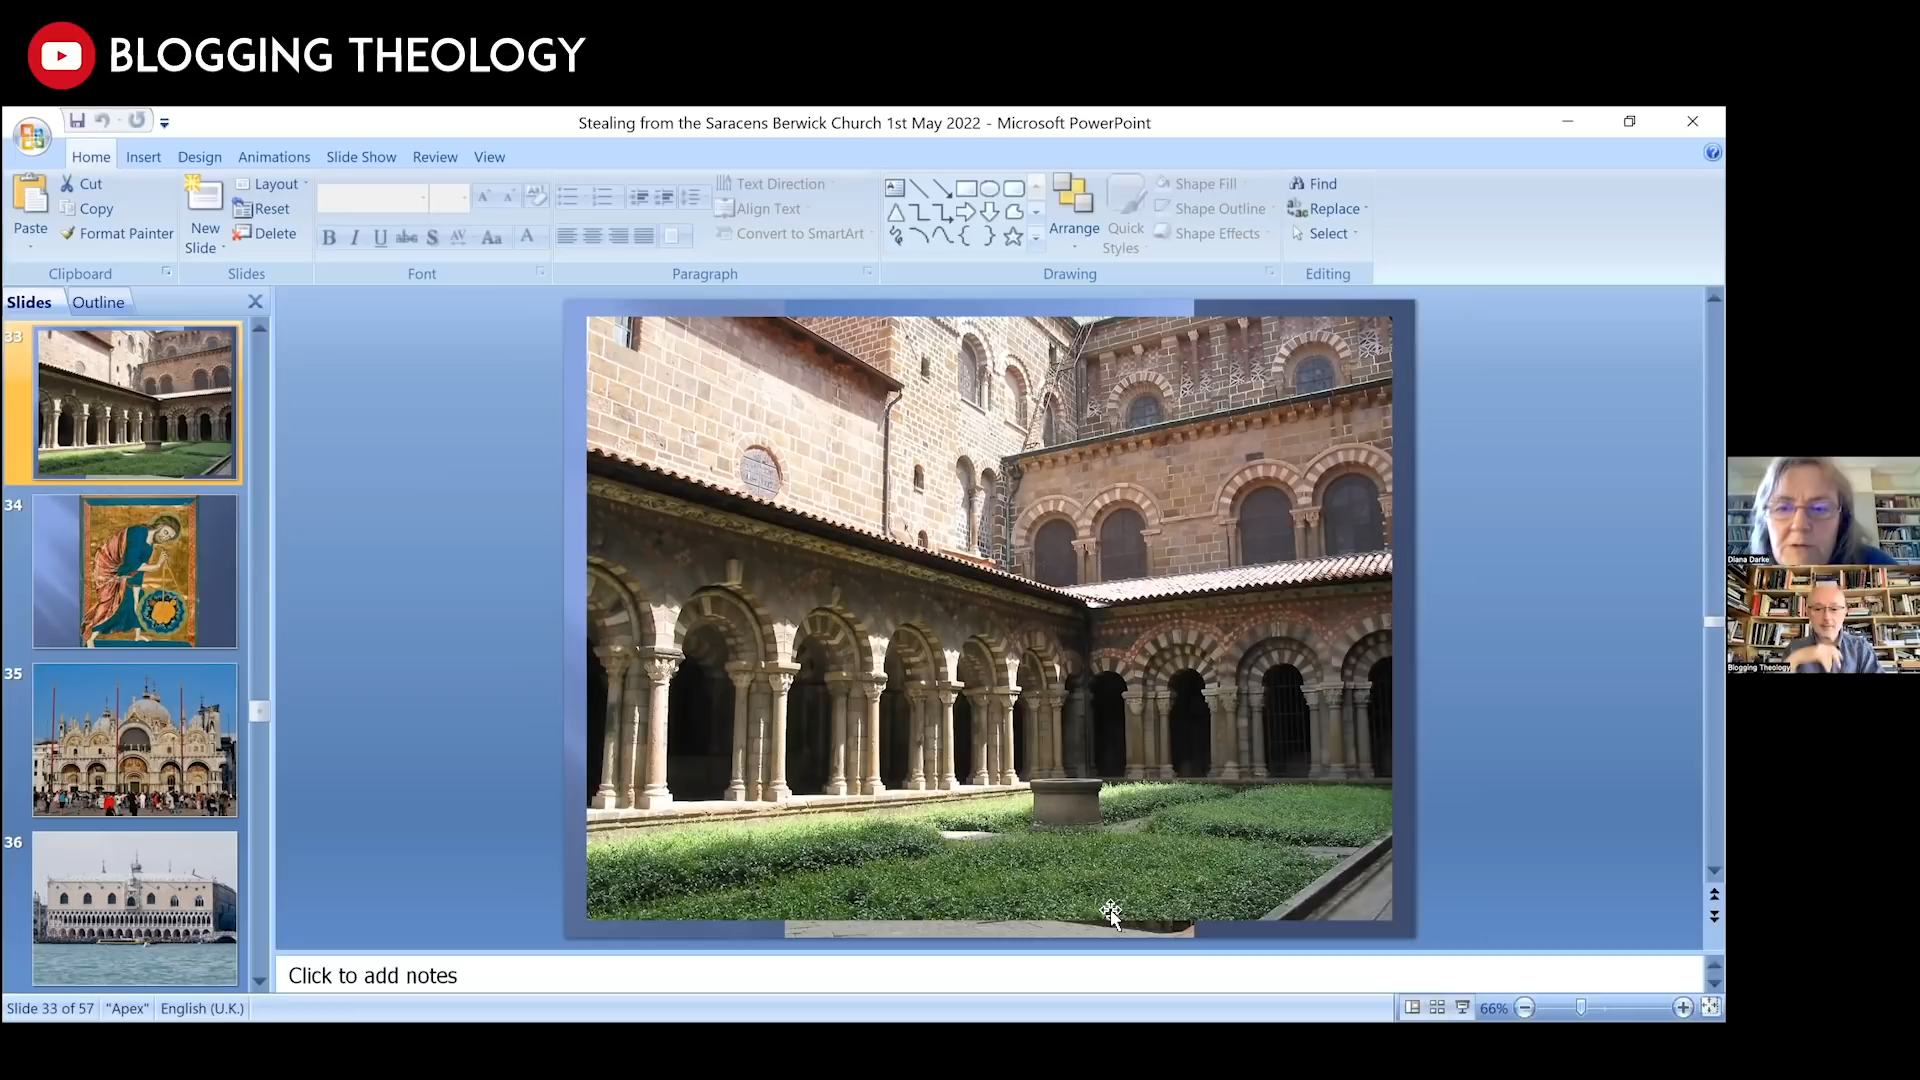 BLOGGING THEOLOGY
Stealing from the Saracens Berwick Church 1st May 2022 - Microsoft PowerPoint
Home Insert Design Animations Slide Show Review View
Paste
Cut
Copy
Format Painter
Clipboard
New
Slide
Layout
Reset
Delete
Slides
B I U abc S AV Aa A
Font
Text Direction
Align Text
Convert to SmartArt
Paragraph
Arrange
Quick
Styles
Shape Fill
Shape Outline
Shape Effects
Drawing
Find
Replace
Select
Editing
Slides Outline
33
34
35
36
Diana Darke
Blogging Theology
Click to add notes
Slide 33 of 57 "Apex" English (U.K.) 66%